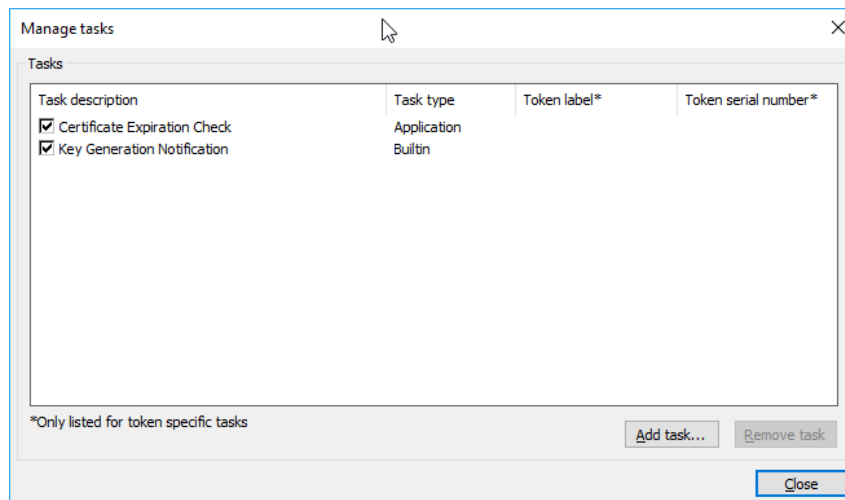 Manage tasks
Tasks
Task description Task type Token label* Token serial number*
Certificate Expiration Check Application
Key Generation Notification Builtin
*Only listed for token specific tasks
Add task... Remove task
Close